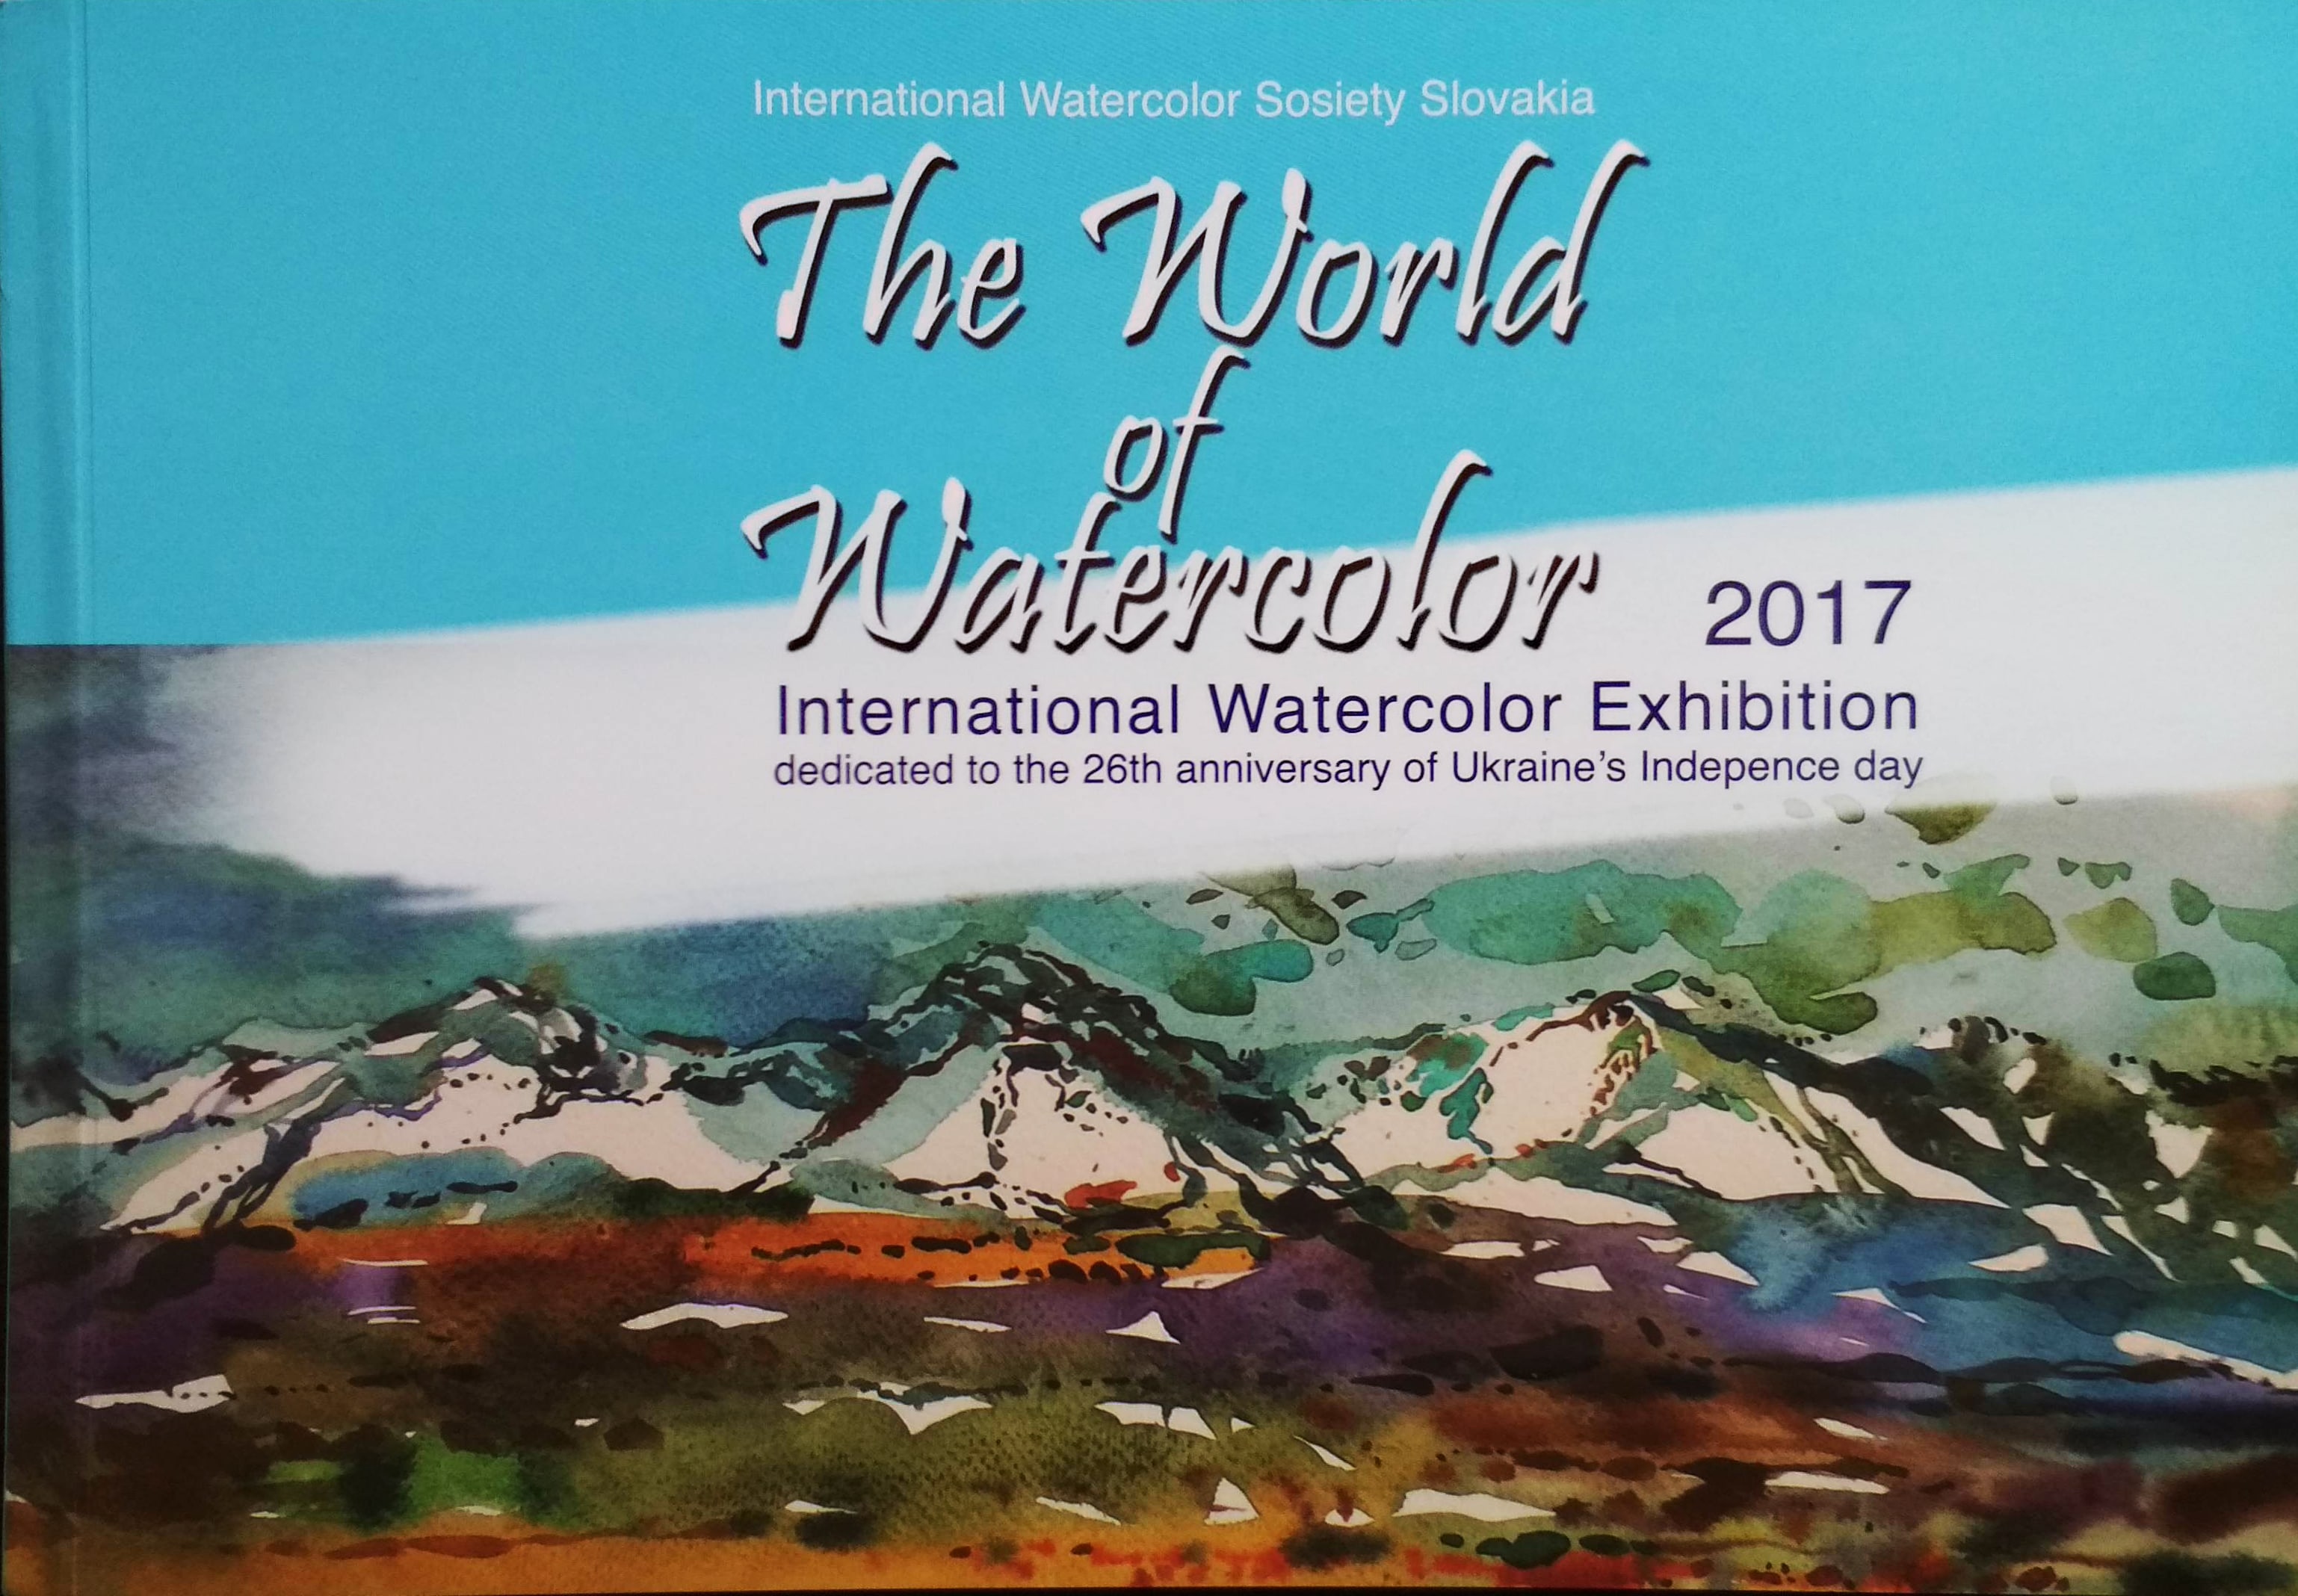 International Watercolor Sosiety Slovakia
The World
of
Watercolor 2017
International Watercolor Exhibition
dedicated to the 26th anniversary of Ukraine's Indepence day